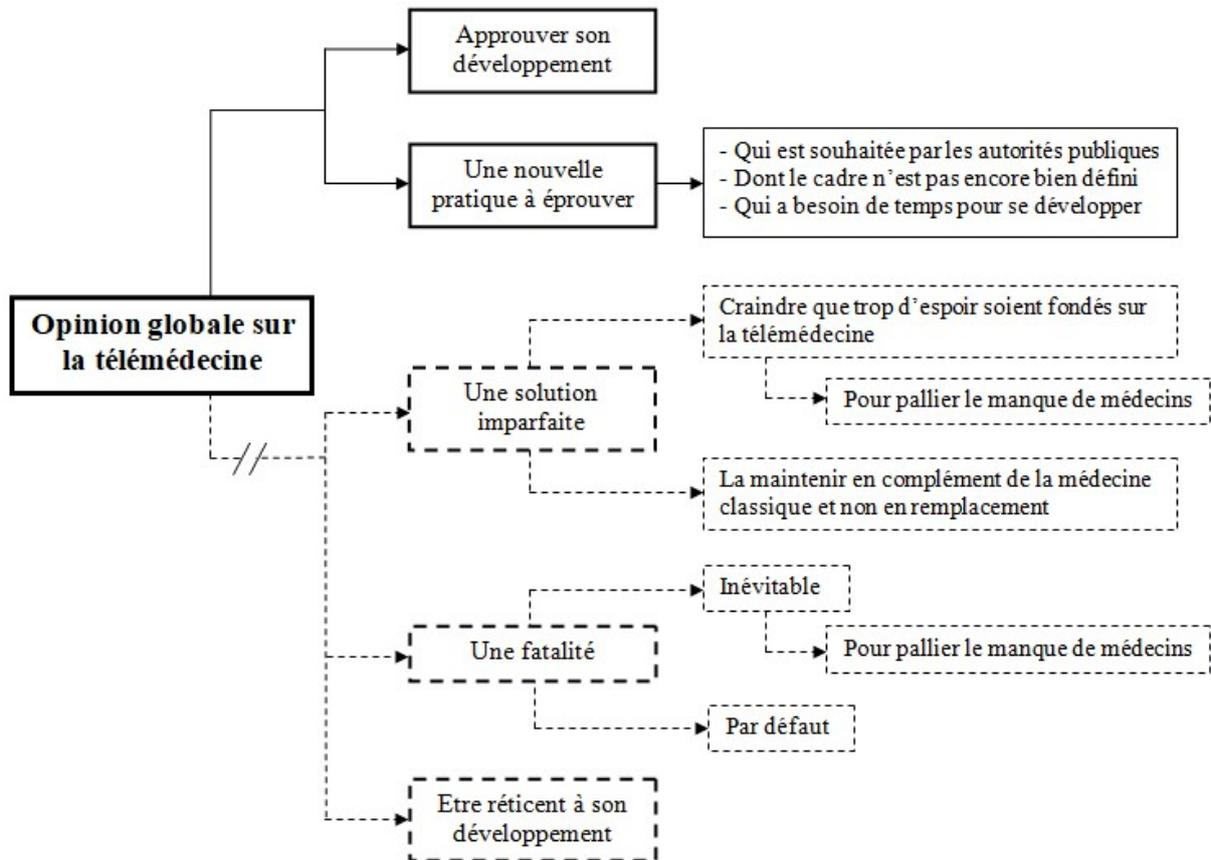 Approuver son
développement
Une nouvelle
pratique à éprouver
- Qui est souhaitée par les autorités publiques
- Dont le cadre n'est pas encore bien défini
- Qui a besoin de temps pour se développer
Opinion globale sur
la télémédecine
Une solution
imparfaite
Craindre que trop d'espoir soient fondés sur
la télémédecine
Pour pallier le manque de médecins
La maintenir en complément de la médecine
classique et non en remplacement
Une fatalité
Inévitable
Pour pallier le manque de médecins
Par défaut
Etre réticent à son
développement